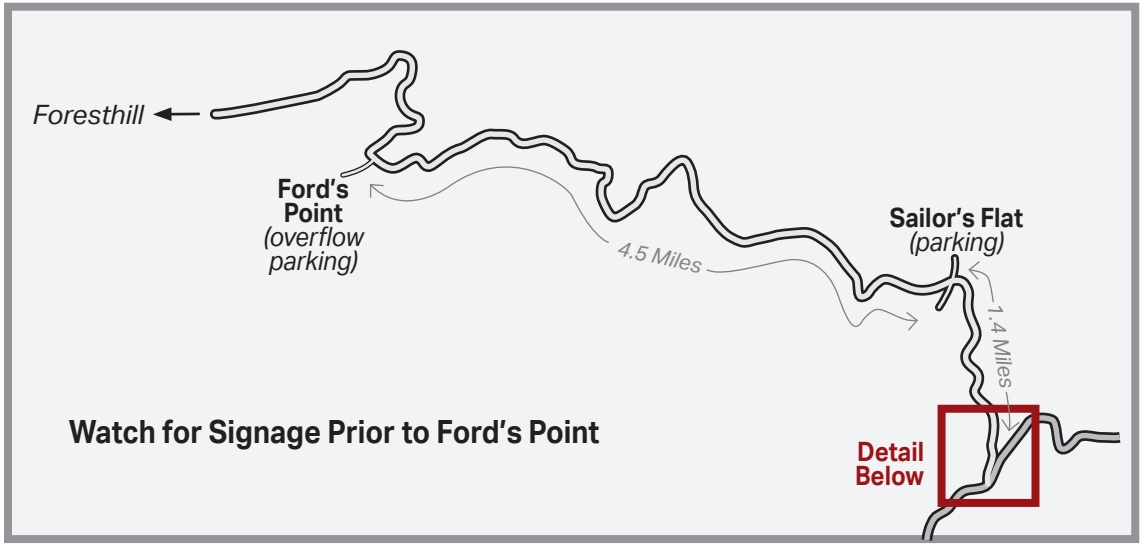 Foresthill
Ford's
Point
(overflow
parking)
4.5 Miles
Sailor's Flat
(parking)
1.4 Miles
Watch for Signage Prior to Ford's Point
Detail
Below